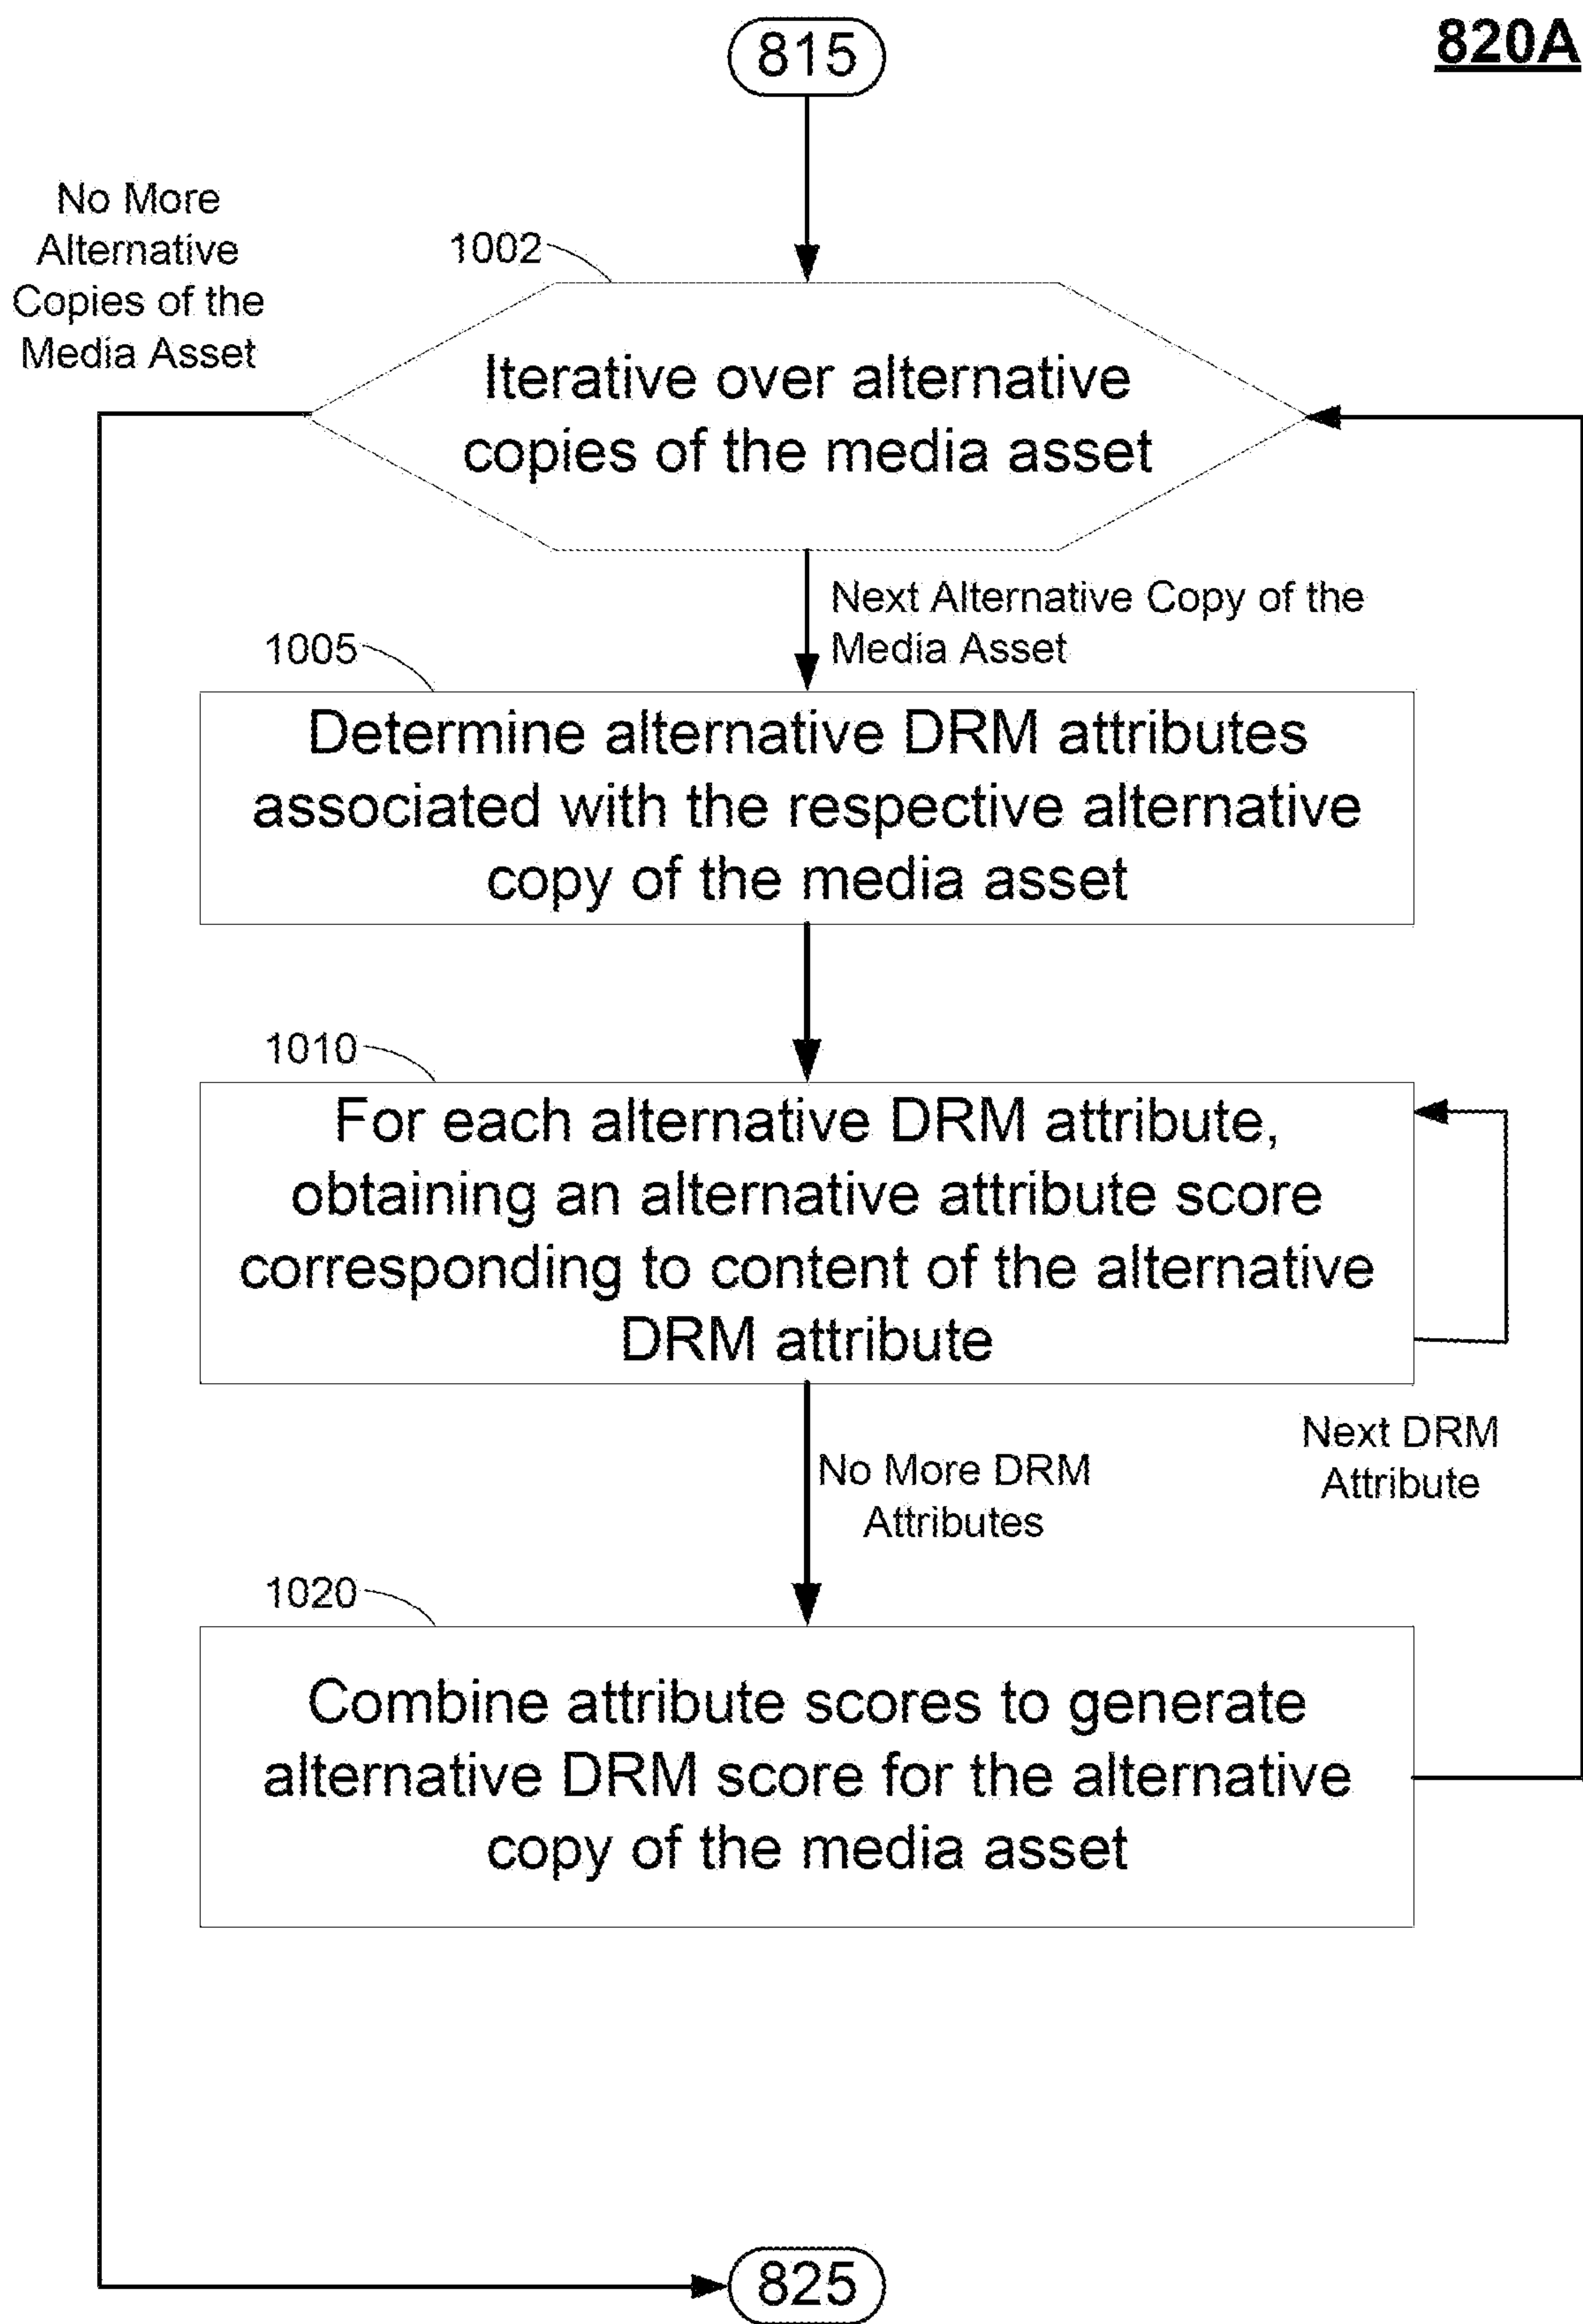 815
820A
No More
Alternative
Copies of the
Media Asset
1002
Iterative over alternative
copies of the media asset
Next Alternative Copy of the
Media Asset
1005
Determine alternative DRM attributes
associated with the respective alternative
copy of the media asset
1010
For each alternative DRM attribute,
obtaining an alternative attribute score
corresponding to content of the alternative
DRM attribute
Next DRM
Attribute
No More DRM
Attributes
1020
Combine attribute scores to generate
alternative DRM score for the alternative
copy of the media asset
825